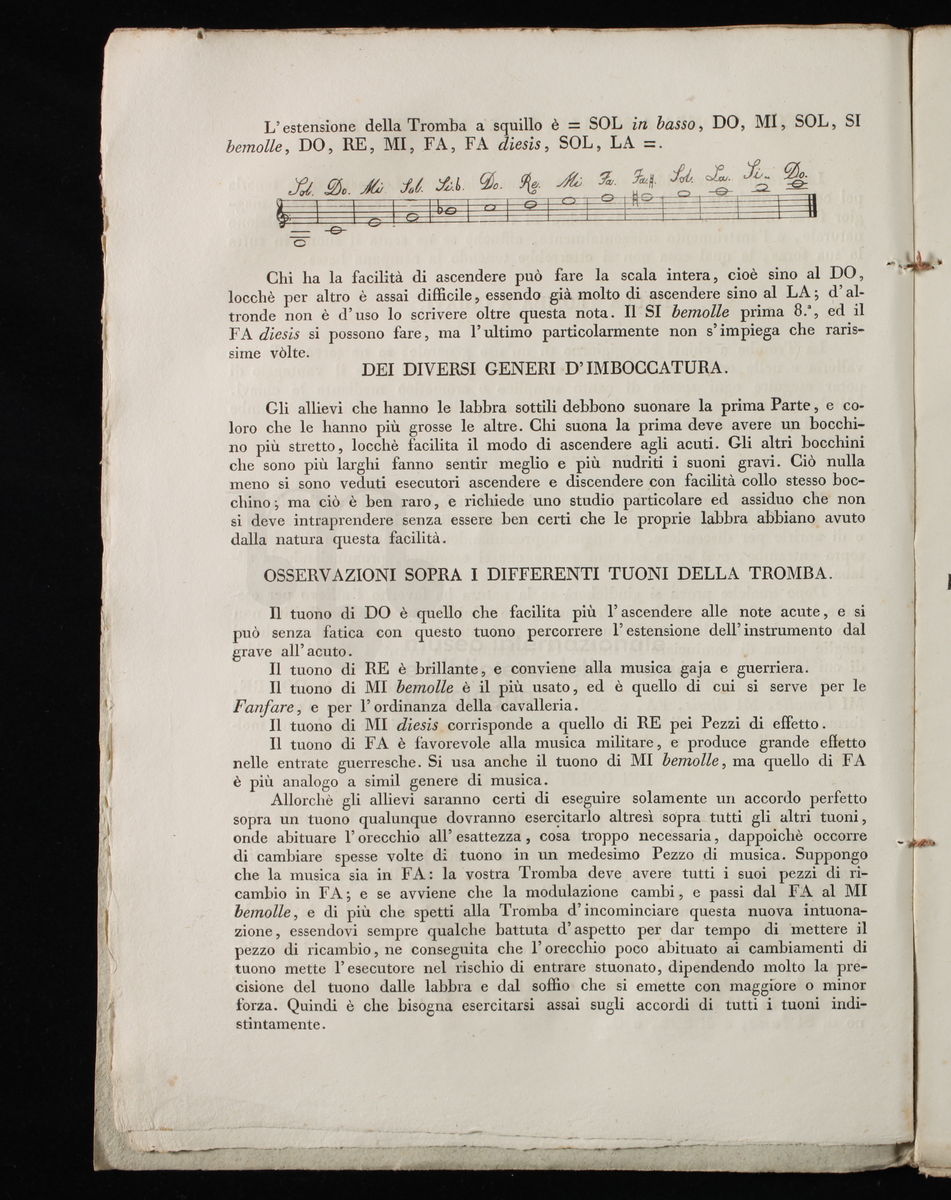 L'estensione della Tromba a squillo è = SOL in basso, DO, MI, SOL, SI
bemolle, DO, RE, MI, FA, FA diesis, SOL, LA =.
Sol. Do. Mi Sol. Si.b. Do. Re. Mi Fa. Fa.#. Sol. La. Si.. Do.
Chi ha la facilità di ascendere può fare la scala intera, cioè sino al DO,
locchè per altro è assai difficile, essendo già molto di ascendere sino al LA; d'al-
tronde non è d'uso lo scrivere oltre questa nota. Il SI bemolle prima 8.ª, ed il
FA diesis si possono fare, ma l'ultimo particolarmente non s'impiega che raris-
sime vòlte.
DEI DIVERSI GENERI D'IMBOCCATURA.
Gli allievi che hanno le labbra sottili debbono suonare la prima Parte, e co-
loro che le hanno più grosse le altre. Chi suona la prima deve avere un bocchi-
no più stretto, locchè facilita il modo di ascendere agli acuti. Gli altri bocchini
che sono più larghi fanno sentir meglio e più nudriti i suoni gravi. Ciò nulla
meno si sono veduti esecutori ascendere e discendere con facilità collo stesso boc-
chino; ma ciò è ben raro, e richiede uno studio particolare ed assiduo che non
si deve intraprendere senza essere ben certi che le proprie labbra abbiano avuto
dalla natura questa facilità.
OSSERVAZIONI SOPRA I DIFFERENTI TUONI DELLA TROMBA.
Il tuono di DO è quello che facilita più l'ascendere alle note acute, e si
può senza fatica con questo tuono percorrere l'estensione dell'instrumento dal
grave all'acuto.
museo internazionale
Il tuono di RE è brillante, e conviene alla musica gaja e guerriera.
Il tuono di MI bemolle è il più usato, ed è quello di cui si serve per le
Fanfare, e per l'ordinanza della cavalleria.
Il tuono di MI diesis corrisponde a quello di RE pei Pezzi di effetto.
Il tuono di FA è favorevole alla musica militare, e produce grande effetto
nelle entrate guerresche. Si usa anche il tuono di MI bemolle, ma quello di FA
è più analogo a simil genere di musica.
Allorchè gli allievi saranno certi di eseguire solamente un accordo perfetto
sopra un tuono qualunque dovranno esercitarlo altresì sopra tutti gli altri tuoni,
onde abituare l'orecchio all'esattezza, cosa troppo necessaria, dappoichè occorre
di cambiare spesse volte di tuono in un medesimo Pezzo di musica. Suppongo
che la musica sia in FA: la vostra Tromba deve avere tutti i suoi pezzi di ri-
cambio in FA; e se avviene che la modulazione cambi, e passi dal FA al MI
bemolle, e di più che spetti alla Tromba d'incominciare questa nuova intuona-
zione, essendovi sempre qualche battuta d'aspetto per dar tempo di mettere il
pezzo di ricambio, ne conseguita che l'orecchio poco abituato ai cambiamenti di
tuono mette l'esecutore nel rischio di entrare stuonato, dipendendo molto la pre-
cisione del tuono dalle labbra e dal soffio che si emette con maggiore o minor
forza. Quindi è che bisogna esercitarsi assai sugli accordi di tutti i tuoni indi-
stintamente.